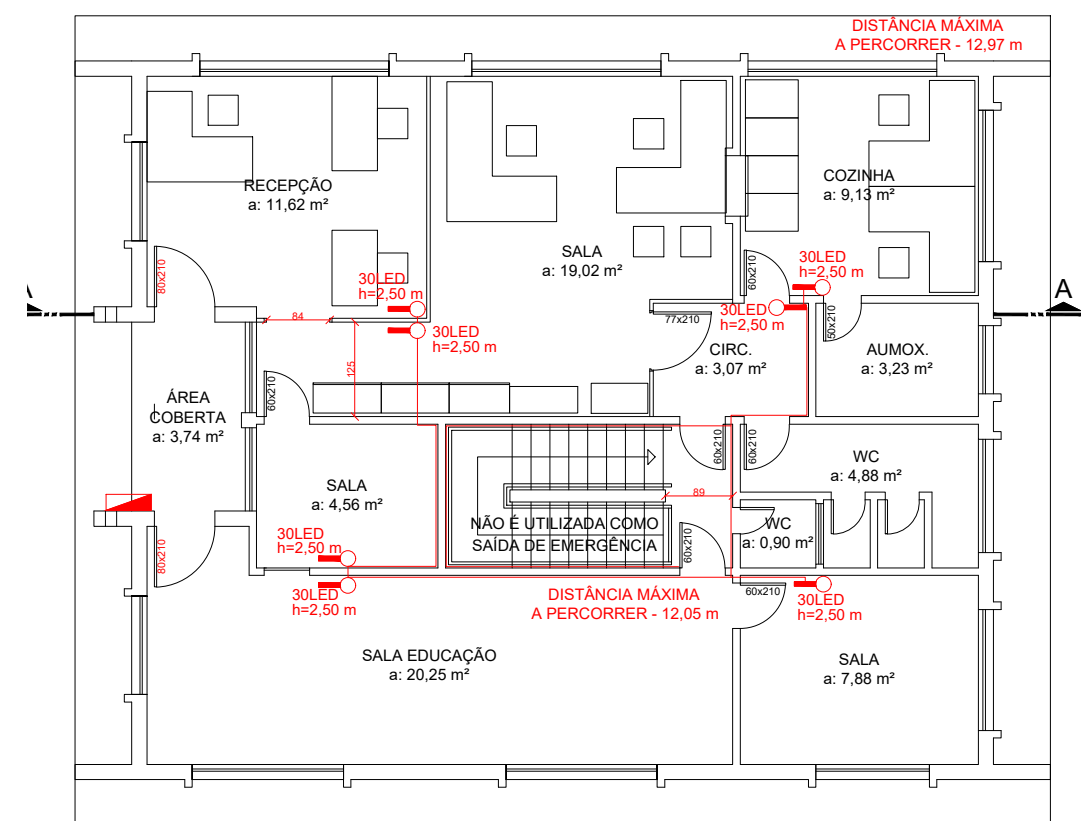 DISTÂNCIA MÁXIMA
A PERCORRER - 12,97 m
RECEPÇÃO
a: 11,62 m²
COZINHA
a: 9,13 m²
SALA
a: 19,02 m²
80x210
30LED
h=2,50 m
60x210
30LED
h=2,50 m
A
84
30LED
h=2,50 m
77x210
30LED
h=2,50 m
50x210
125
CIRC.
a: 3,07 m²
AUMOX.
a: 3,23 m²
ÁREA
COBERTA
a: 3,74 m²
60x210
60x210
60x210
WC
a: 4,88 m²
SALA
a: 4,56 m²
89
NÃO É UTILIZADA COMO
SAÍDA DE EMERGÊNCIA
WC
a: 0,90 m²
30LED
h=2,50 m
60x210
80x210
30LED
h=2,50 m
DISTÂNCIA MÁXIMA
A PERCORRER - 12,05 m
60x210
30LED
h=2,50 m
SALA EDUCAÇÃO
a: 20,25 m²
SALA
a: 7,88 m²